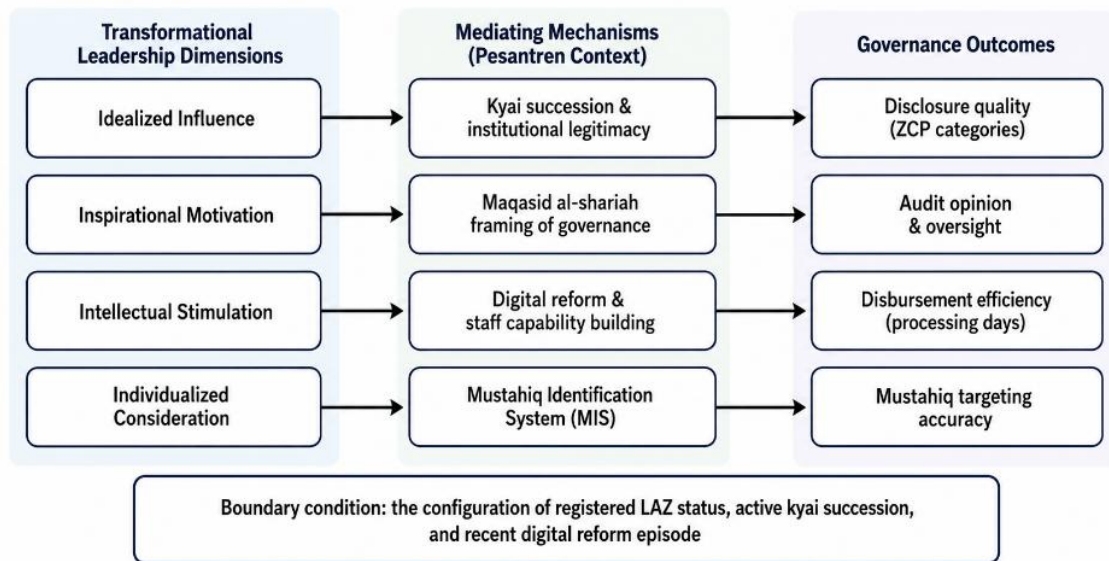 Transformational
Leadership Dimensions
Mediating Mechanisms
(Pesantren Context)
Governance Outcomes
Idealized Influence
Kyai succession &
institutional legitimacy
Disclosure quality
(ZCP categories)
Inspirational Motivation
Maqasid al-shariah
framing of governance
Audit opinion
& oversight
Intellectual Stimulation
Digital reform &
staff capability building
Disbursement efficiency
(processing days)
Individualized
Consideration
Mustahiq Identification
System (MIS)
Mustahiq targeting
accuracy
Boundary condition: the configuration of registered LAZ status, active kyai succession,
and recent digital reform episode